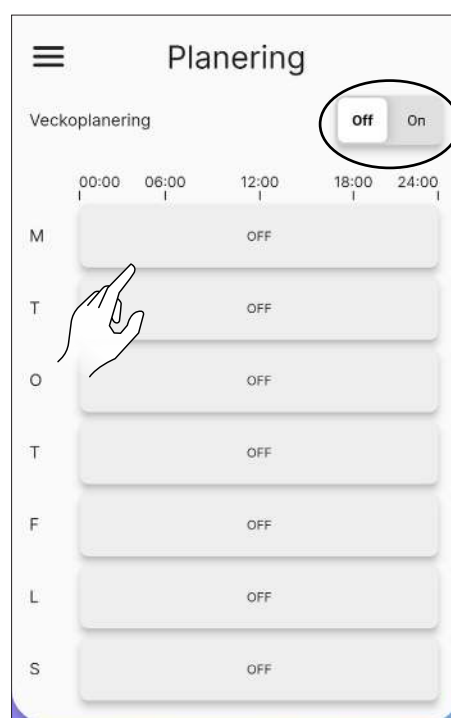 Planering
Veckoplanering Off On
00:00 06:00 12:00 18:00 24:00
M OFF
T OFF
O OFF
T OFF
F OFF
L OFF
S OFF